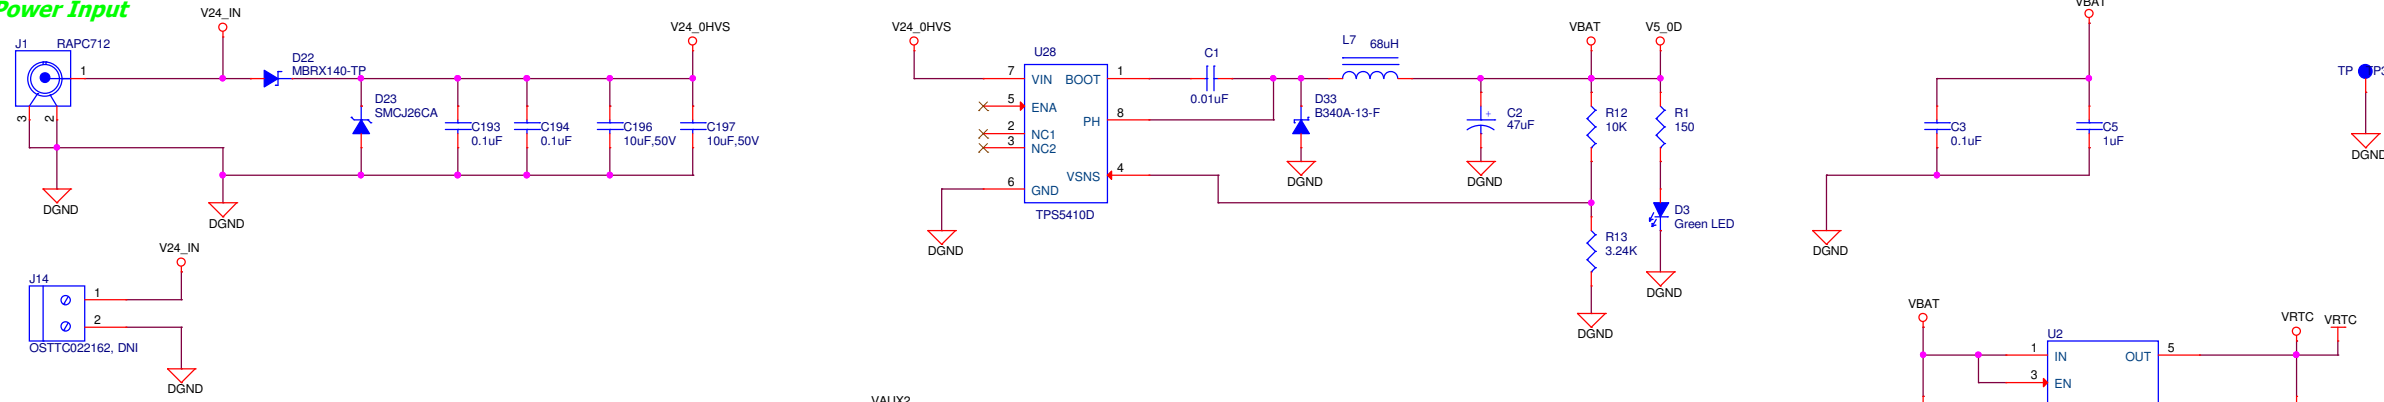 Power Input
V24_IN
J1 RAPC712
1
3
2
DGND
D22
MBRX140-TP
D23
SMCJ26CA
V24_0HVS
C193
0.1uF
C194
0.1uF
C196
10uF,50V
C197
10uF,50V
DGND
V24_IN
J14
1
2
OSTTC022162, DNI
DGND
V24_0HVS
U28
7 VIN BOOT 1
5 ENA
PH 8
2 NC1
3 NC2
VSNS 4
6 GND
TPS5410D
DGND
C1
0.01uF
L7 68uH
D33
B340A-13-F
DGND
+
C2
47uF
DGND
VBAT
V5_0D
R12
10K
R1
150
R13
3.24K
DGND
D3
Green LED
DGND
VBAT
C3
0.1uF
C5
1uF
DGND
TP
DGND
VBAT
U2
1 IN OUT 5
3 EN
VRTC
VRTC
VAUX2